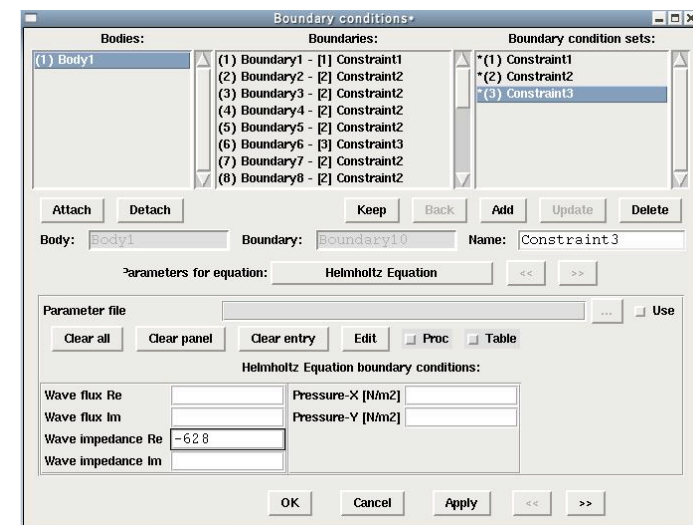 Boundary conditions*
Bodies: Boundaries: Boundary condition sets:
(1) Body1 (1) Boundary1 - [1] Constraint1 *(1) Constraint1
(2) Boundary2 - [2] Constraint2 *(2) Constraint2
(3) Boundary3 - [2] Constraint2 *(3) Constraint3
(4) Boundary4 - [2] Constraint2
(5) Boundary5 - [2] Constraint2
(6) Boundary6 - [3] Constraint3
(7) Boundary7 - [2] Constraint2
(8) Boundary8 - [2] Constraint2
Attach Detach Keep Back Add Update Delete
Body: Body1 Boundary: Boundary10 Name: Constraint3
Parameters for equation: Helmholtz Equation << >>
Parameter file ... Use
Clear all Clear panel Clear entry Edit Proc Table
Helmholtz Equation boundary conditions:
Wave flux Re Pressure-X [N/m2]
Wave flux Im Pressure-Y [N/m2]
Wave impedance Re -628
Wave impedance Im
OK Cancel Apply << >>